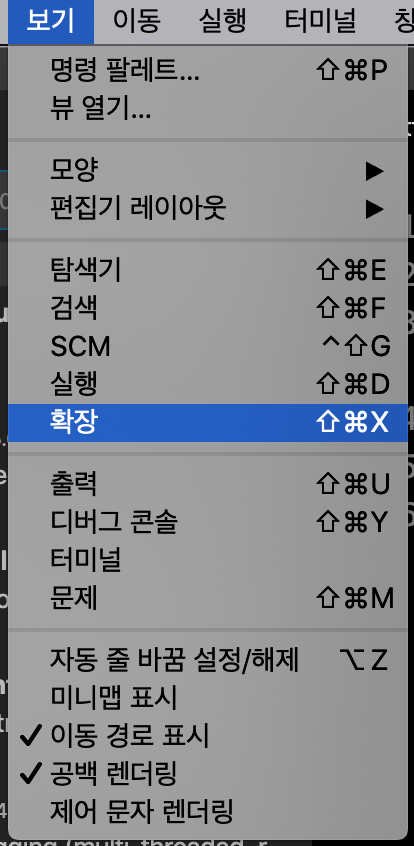 보기 이동 실행 터미널 창
명령 팔레트... ⇧⌘P
뷰 열기...
모양 ▶
편집기 레이아웃 ▶
탐색기 ⇧⌘E
검색 ⇧⌘F
SCM ^⇧G
실행 ⇧⌘D
확장 ⇧⌘X
출력 ⇧⌘U
디버그 콘솔 ⇧⌘Y
터미널
문제 ⇧⌘M
자동 줄 바꿈 설정/해제 ⌥Z
미니맵 표시
✓ 이동 경로 표시
✓ 공백 렌더링
제어 문자 렌더링